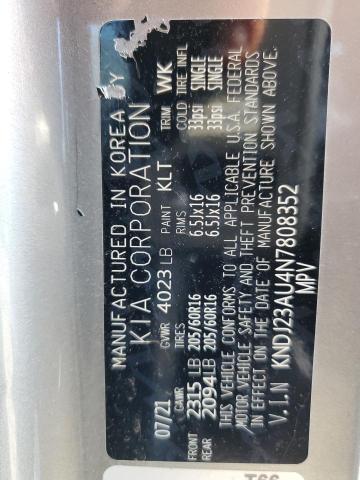 MANUFACTURED IN KOREA BY
KIA CORPORATION
07/21 GVWR 4023 LB PAINT KLT TRIM WK
GAWR TIRES RIMS COLD TIRE INFL
FRONT 2315 LB 205/60R16 6.5Jx16 33psi SINGLE
REAR 2094 LB 205/60R16 6.5Jx16 33psi SINGLE
THIS VEHICLE CONFORMS TO ALL APPLICABLE U.S.A. FEDERAL
MOTOR VEHICLE SAFETY AND THEFT PREVENTION STANDARDS
IN EFFECT ON THE DATE OF MANUFACTURE SHOWN ABOVE.
V.I.N KNDJ23AU4N7808352
MPV
T66